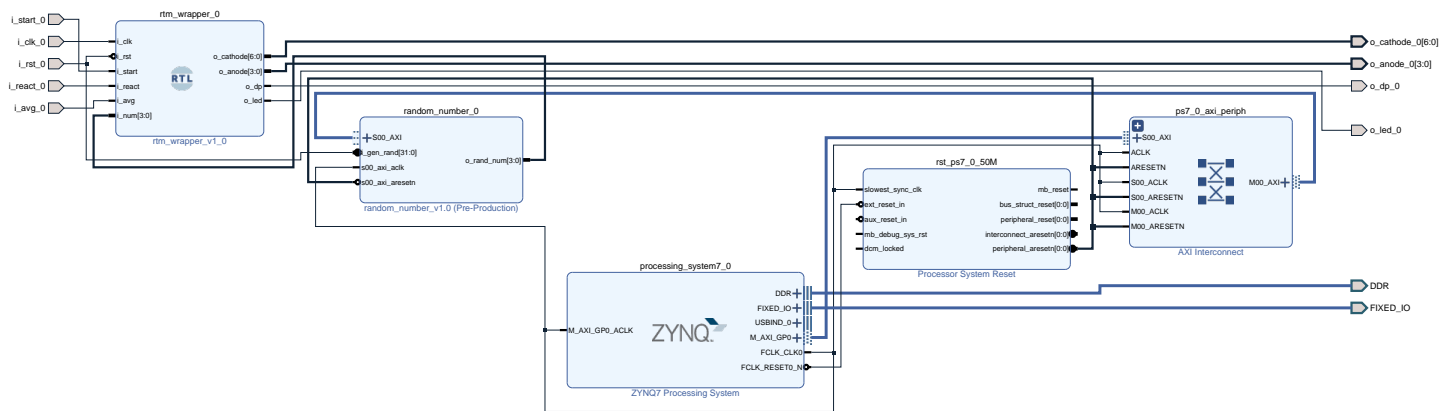 i_start_0
i_clk_0
i_rst_0
i_react_0
i_avg_0
rtm_wrapper_0
i_clk
i_rst
i_start
i_react
i_avg
i_num[3:0]
RTL
o_cathode[6:0]
o_anode[3:0]
o_dp
o_led
rtm_wrapper_v1_0
random_number_0
S00_AXI
i_gen_rand[31:0]
s00_axi_aclk
s00_axi_aresetn
o_rand_num[3:0]
random_number_v1.0 (Pre-Production)
processing_system7_0
M_AXI_GP0_ACLK
ZYNQ
DDR
FIXED_IO
USBIND_0
M_AXI_GP0
FCLK_CLK0
FCLK_RESET0_N
ZYNQ7 Processing System
rst_ps7_0_50M
slowest_sync_clk
ext_reset_in
aux_reset_in
mb_debug_sys_rst
dcm_locked
mb_reset
bus_struct_reset[0:0]
peripheral_reset[0:0]
interconnect_aresetn[0:0]
peripheral_aresetn[0:0]
Processor System Reset
ps7_0_axi_periph
S00_AXI
ACLK
ARESETN
S00_ACLK
S00_ARESETN
M00_ACLK
M00_ARESETN
M00_AXI
AXI Interconnect
o_cathode_0[6:0]
o_anode_0[3:0]
o_dp_0
o_led_0
DDR
FIXED_IO